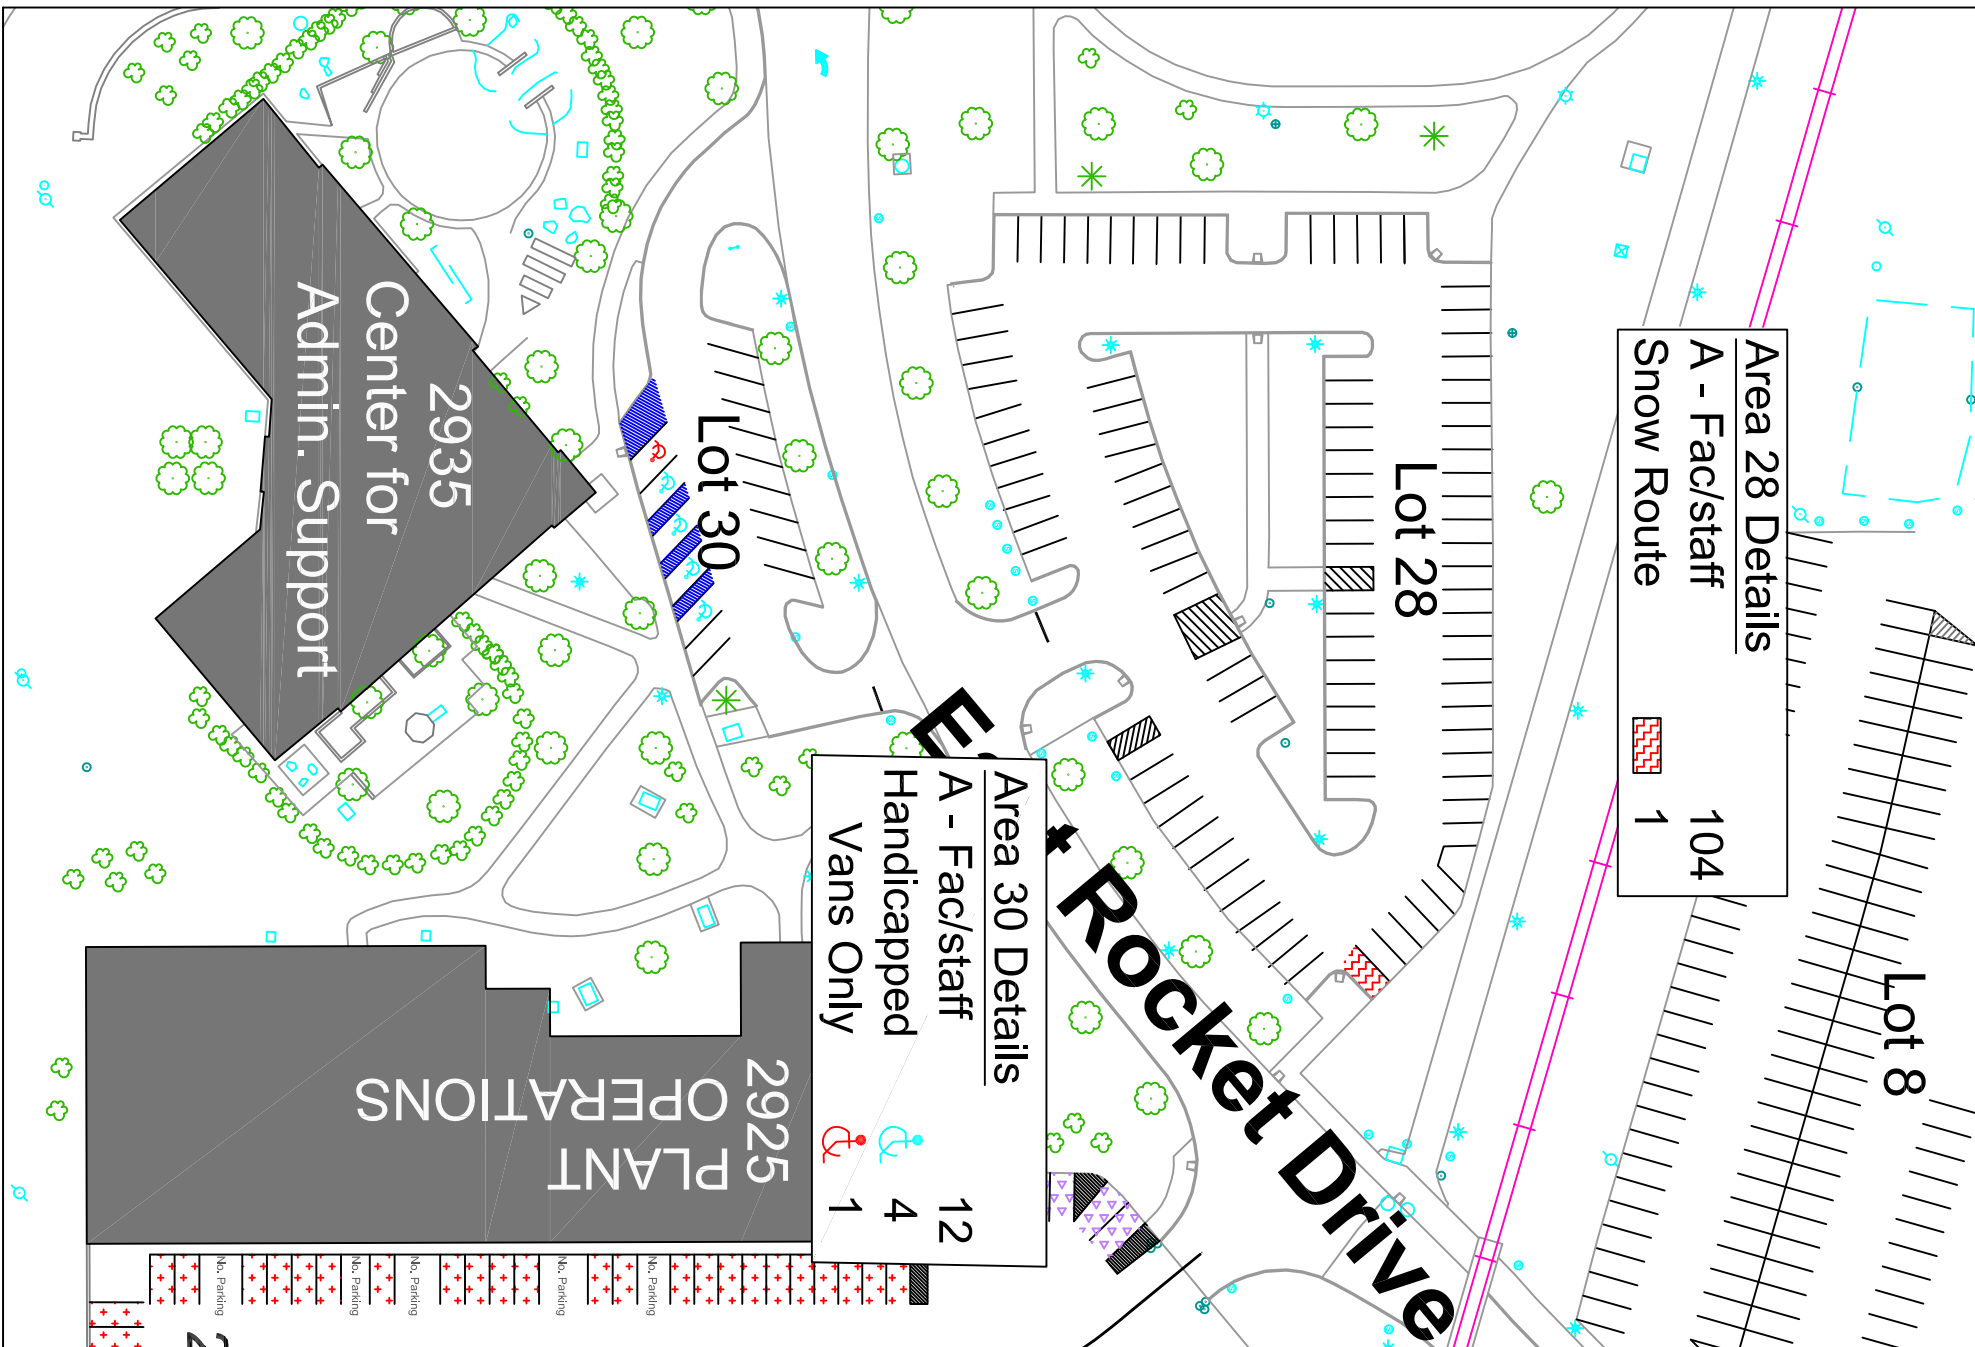 Area 28 Details
A - Fac/staff 104
Snow Route 1
Lot 28
Lot 8
Lot 30
2935
Center for
Admin. Support
East Rocket Drive
Area 30 Details
A - Fac/staff 12
Handicapped 4
Vans Only 1
2925
PLANT
OPERATIONS
No. Parking
No. Parking
No. Parking
No. Parking
No. Parking